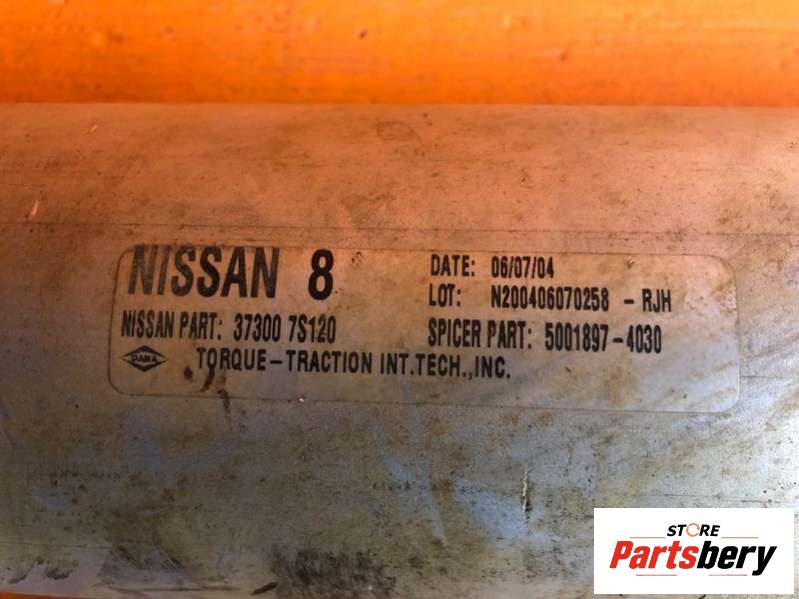 NISSAN 8
DATE: 06/07/04
LOT: N200406070258 - RJH
NISSAN PART: 37300 7S120
SPICER PART: 5001897-4030
DANA
TORQUE-TRACTION INT.TECH.,INC.
STORE
Partsbery